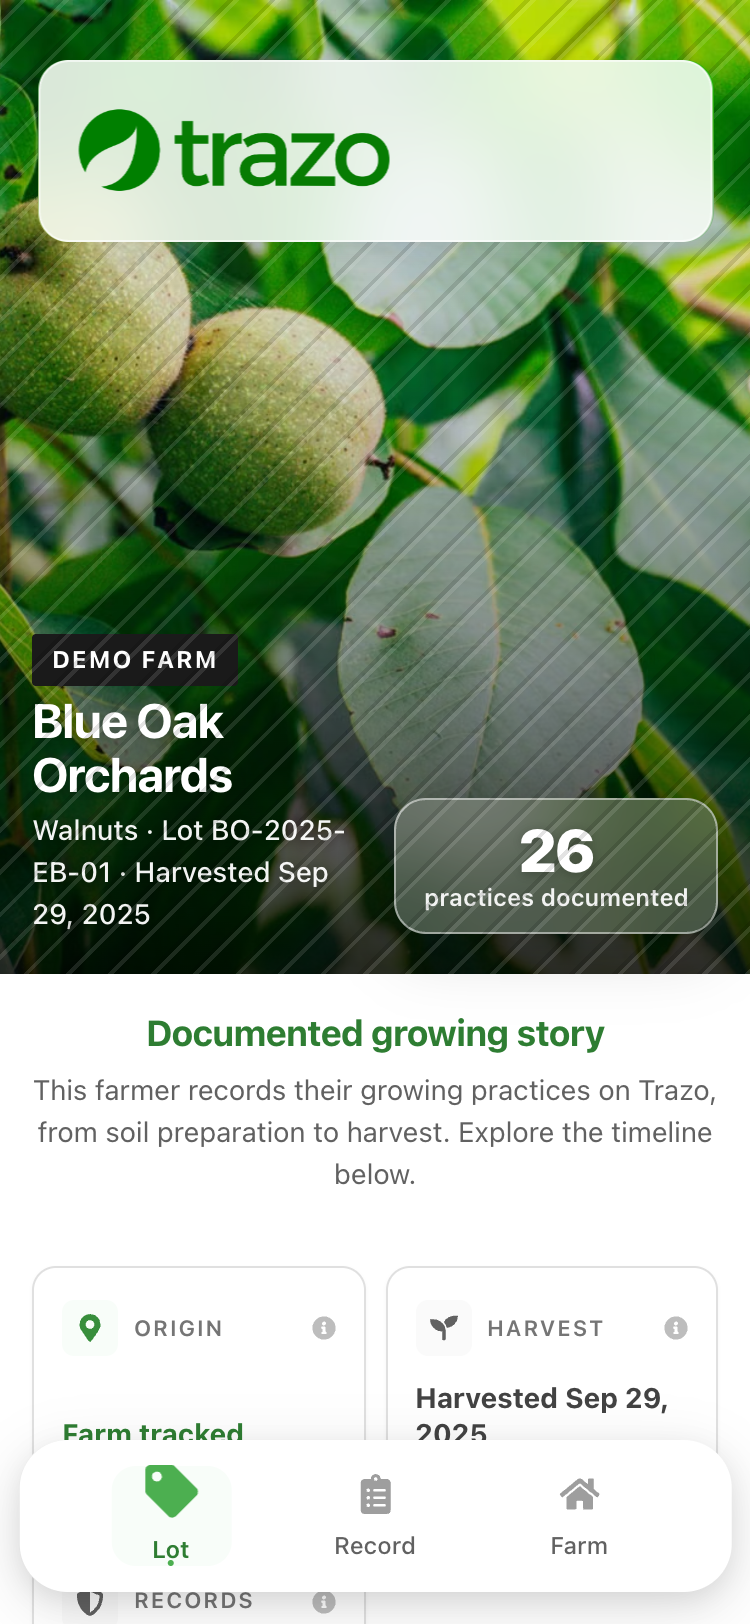 trazo
DEMO FARM
Blue Oak
Orchards
Walnuts · Lot BO-2025-
EB-01 · Harvested Sep
29, 2025
26
practices documented
Documented growing story
This farmer records their growing practices on Trazo,
from soil preparation to harvest. Explore the timeline
below.
ORIGIN
HARVEST
Farm tracked
Harvested Sep 29,
2025
Lot
Record
Farm
RECORDS